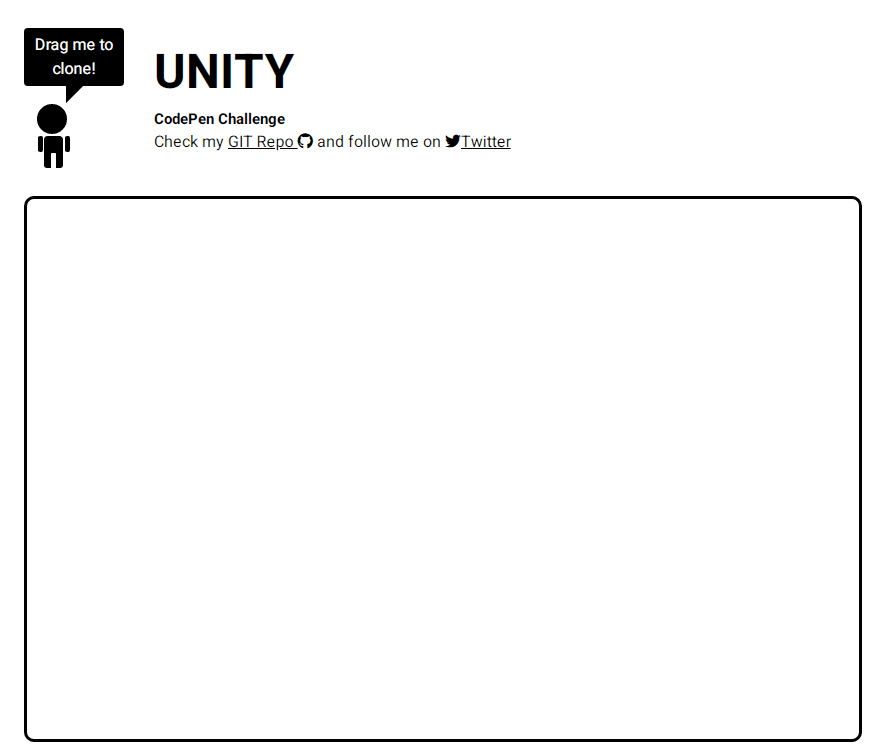 Drag me to
clone!
UNITY
CodePen Challenge
Check my GIT Repo and follow me on Twitter